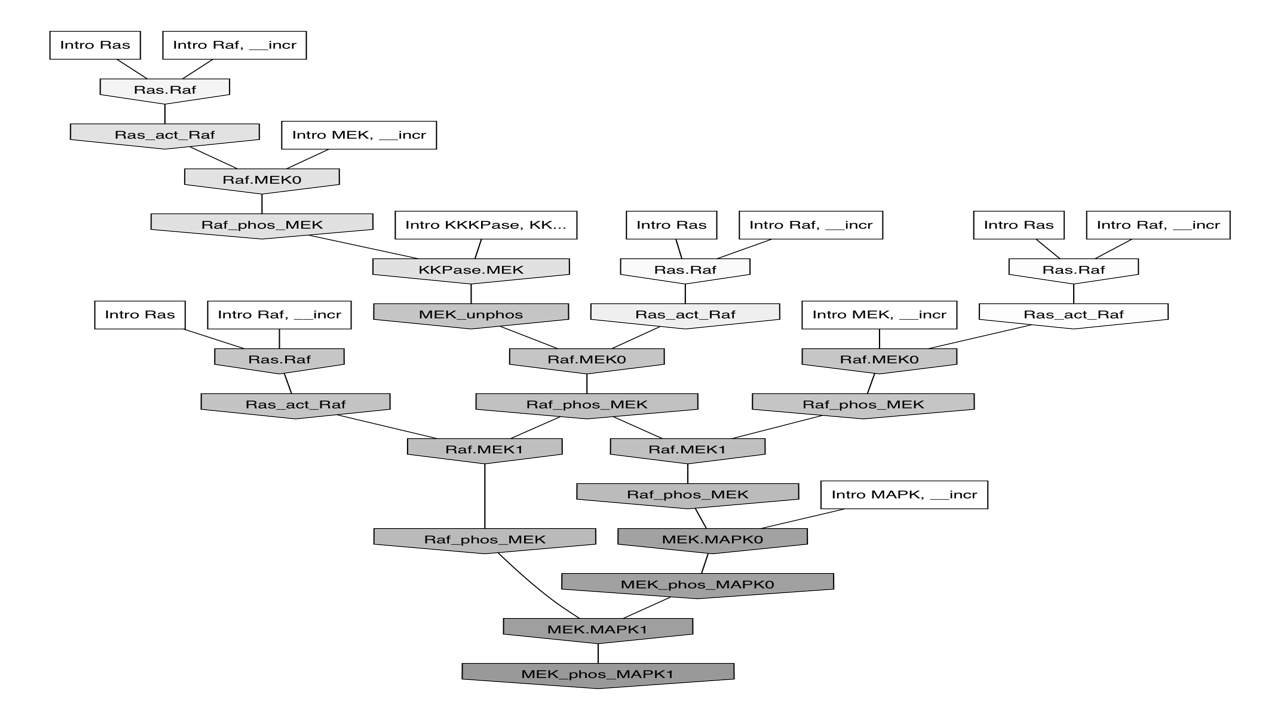 Intro Ras
Intro Raf, __incr
Ras.Raf
Ras_act_Raf
Intro MEK, __incr
Raf.MEK0
Raf_phos_MEK
Intro KKKPase, KK...
Intro Ras
Intro Raf, __incr
Intro Ras
Intro Raf, __incr
KKPase.MEK
Ras.Raf
Ras.Raf
Intro Ras
Intro Raf, __incr
MEK_unphos
Ras_act_Raf
Intro MEK, __incr
Ras_act_Raf
Ras.Raf
Raf.MEK0
Raf.MEK0
Ras_act_Raf
Raf_phos_MEK
Raf_phos_MEK
Raf.MEK1
Raf.MEK1
Raf_phos_MEK
Intro MAPK, __incr
Raf_phos_MEK
MEK.MAPK0
MEK_phos_MAPK0
MEK.MAPK1
MEK_phos_MAPK1